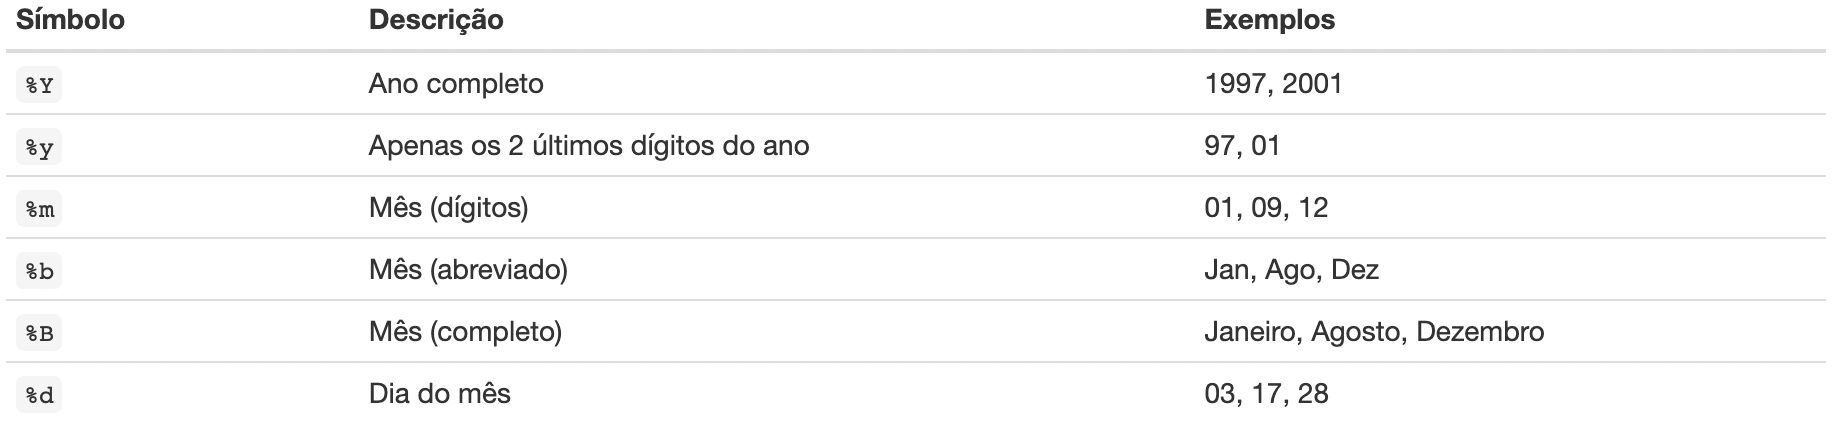 Símbolo Descrição Exemplos
%Y Ano completo 1997, 2001
%y Apenas os 2 últimos dígitos do ano 97, 01
%m Mês (dígitos) 01, 09, 12
%b Mês (abreviado) Jan, Ago, Dez
%B Mês (completo) Janeiro, Agosto, Dezembro
%d Dia do mês 03, 17, 28